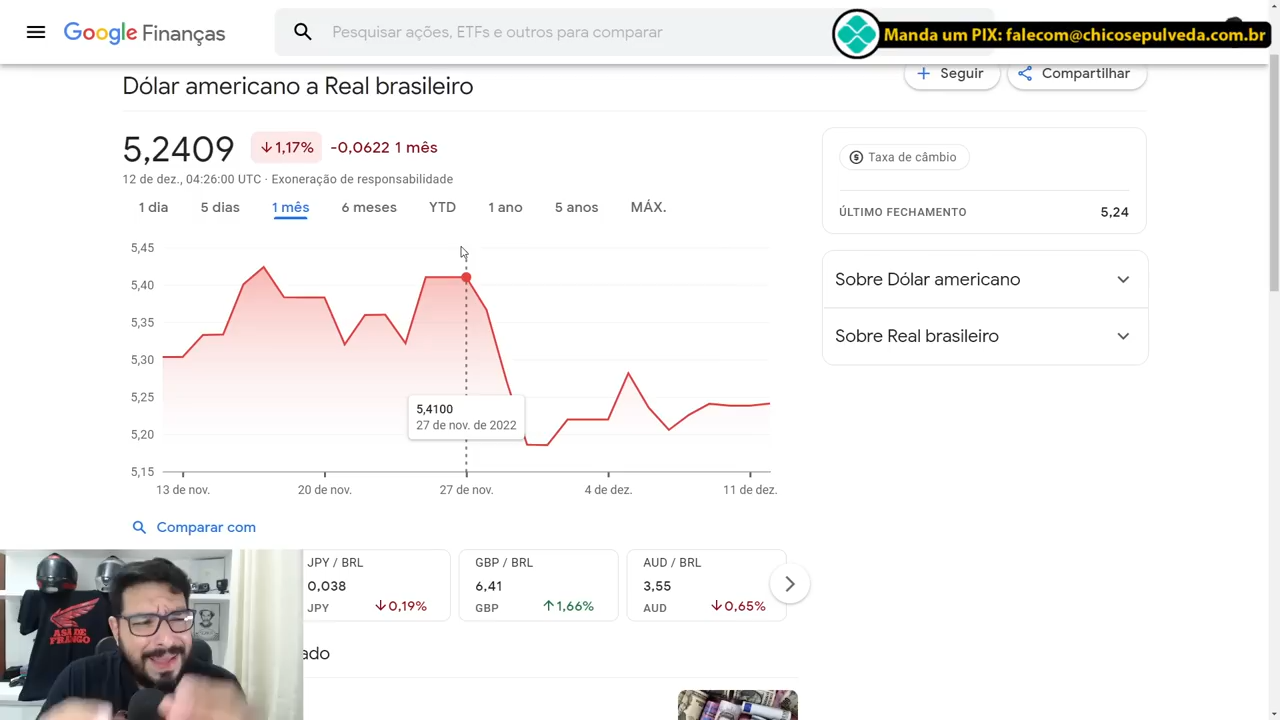 Google Finanças
Pesquisar ações, ETFs e outros para comparar
Manda um PIX: falecom@chicosepulveda.com.br
Dólar americano a Real brasileiro
Seguir
Compartilhar
5,2409
1,17%
-0,0622 1 mês
12 de dez., 04:26:00 UTC · Exoneração de responsabilidade
1 dia
5 dias
1 mês
6 meses
YTD
1 ano
5 anos
MÁX.
5,45
5,40
5,35
5,30
5,25
5,20
5,15
5,4100
27 de nov. de 2022
13 de nov.
20 de nov.
27 de nov.
4 de dez.
11 de dez.
Taxa de câmbio
ÚLTIMO FECHAMENTO
5,24
Sobre Dólar americano
Sobre Real brasileiro
Comparar com
JPY / BRL
0,038
JPY
0,19%
GBP / BRL
6,41
GBP
1,66%
AUD / BRL
3,55
AUD
0,65%
ado
ASA DE
FRANGO